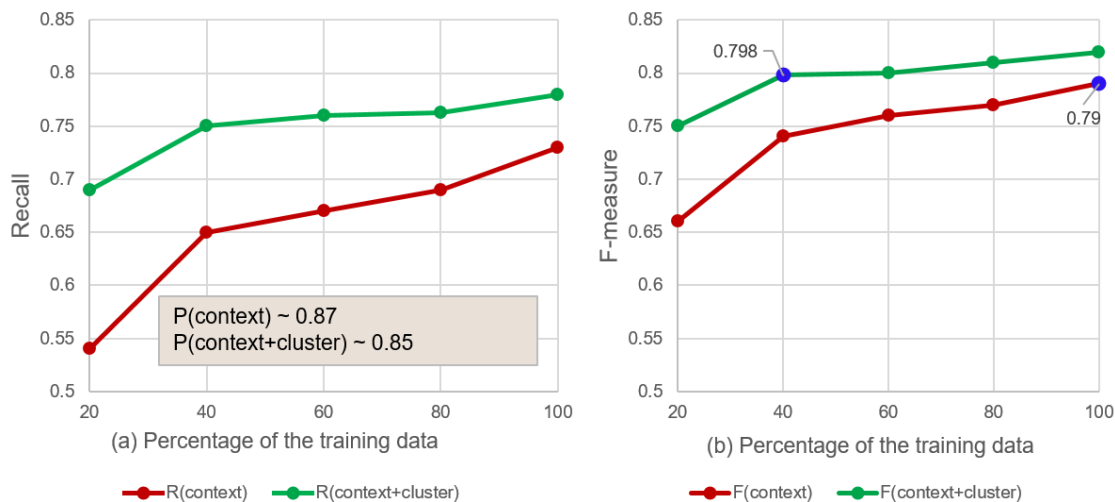 0.85
0.8
0.75
0.7
0.65
0.6
0.55
0.5
Recall
P(context) ~ 0.87
P(context+cluster) ~ 0.85
20 40 60 80 100
(a) Percentage of the training data
R(context) R(context+cluster)
0.85
0.8
0.75
0.7
0.65
0.6
0.55
0.5
F-measure
0.798
0.79
20 40 60 80 100
(b) Percentage of the training data
F(context) F(context+cluster)